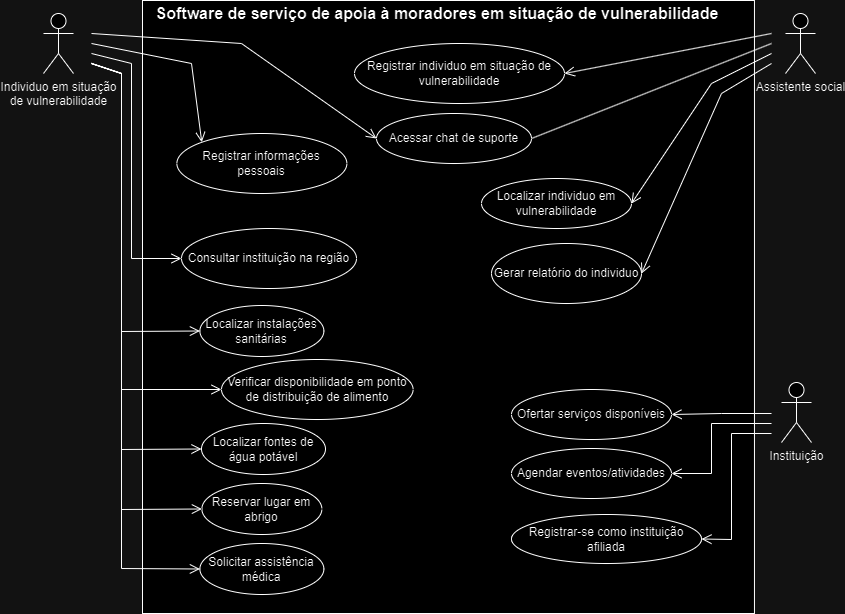 Software de serviço de apoia à moradores em situação de vulnerabilidade
Individuo em situação
de vulnerabilidade
Assistente social
Registrar individuo em situação de
vulnerabilidade
Acessar chat de suporte
Registrar informações
pessoais
Localizar individuo em
vulnerabilidade
Consultar instituição na região
Gerar relatório do individuo
Localizar instalações
sanitárias
Verificar disponibilidade em ponto
de distribuição de alimento
Ofertar serviços disponíveis
Localizar fontes de
água potável
Instituição
Agendar eventos/atividades
Reservar lugar em
abrigo
Registrar-se como instituição
afiliada
Solicitar assistência
médica